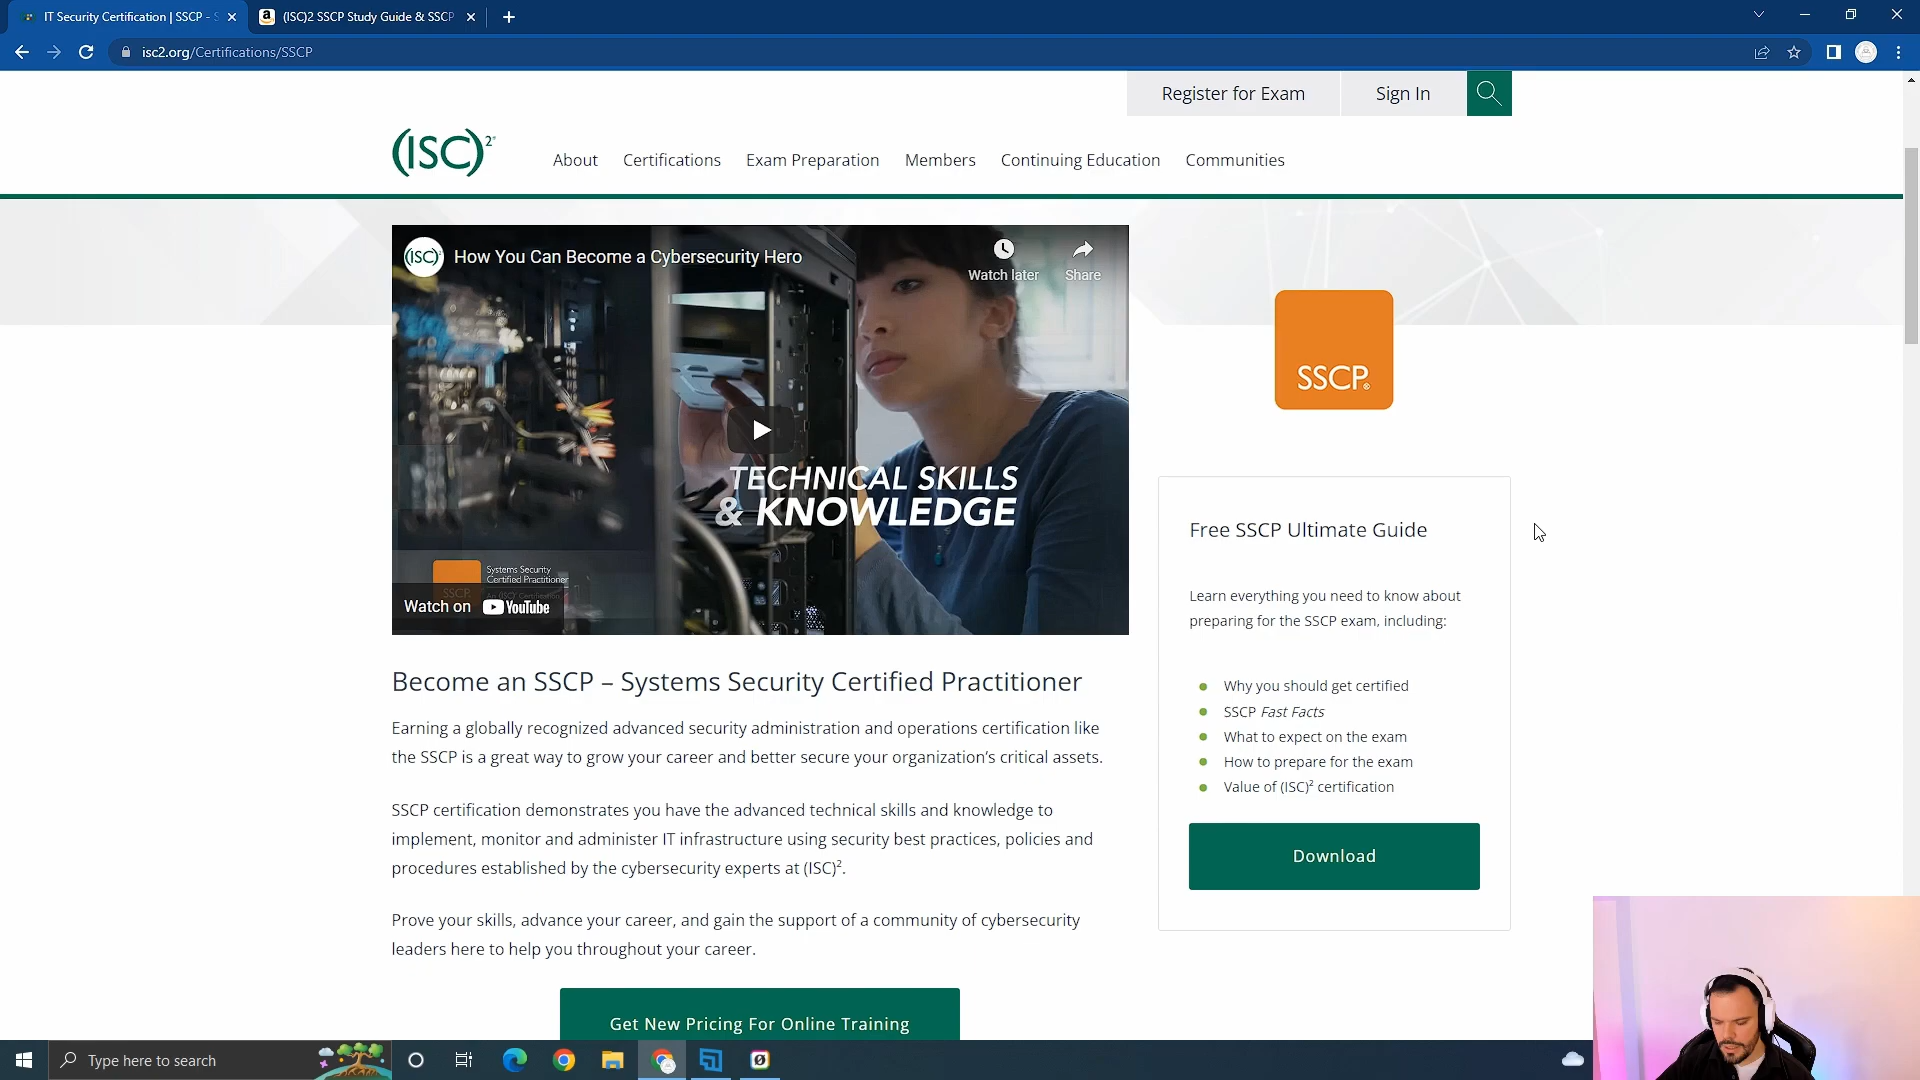 IT Security Certification | SSCP - S
(ISC)2 SSCP Study Guide & SSCP
isc2.org/Certifications/SSCP
Register for Exam
Sign In
(ISC)²
About
Certifications
Exam Preparation
Members
Continuing Education
Communities
(ISC)²
How You Can Become a Cybersecurity Hero
Watch later
Share
TECHNICAL SKILLS
& KNOWLEDGE
Systems Security
Certified Practitioner
Watch on YouTube
SSCP®
Free SSCP Ultimate Guide
Learn everything you need to know about
preparing for the SSCP exam, including:
Why you should get certified
SSCP Fast Facts
What to expect on the exam
How to prepare for the exam
Value of (ISC)² certification
Download
Become an SSCP – Systems Security Certified Practitioner
Earning a globally recognized advanced security administration and operations certification like
the SSCP is a great way to grow your career and better secure your organization's critical assets.
SSCP certification demonstrates you have the advanced technical skills and knowledge to
implement, monitor and administer IT infrastructure using security best practices, policies and
procedures established by the cybersecurity experts at (ISC)².
Prove your skills, advance your career, and gain the support of a community of cybersecurity
leaders here to help you throughout your career.
Get New Pricing For Online Training
Type here to search